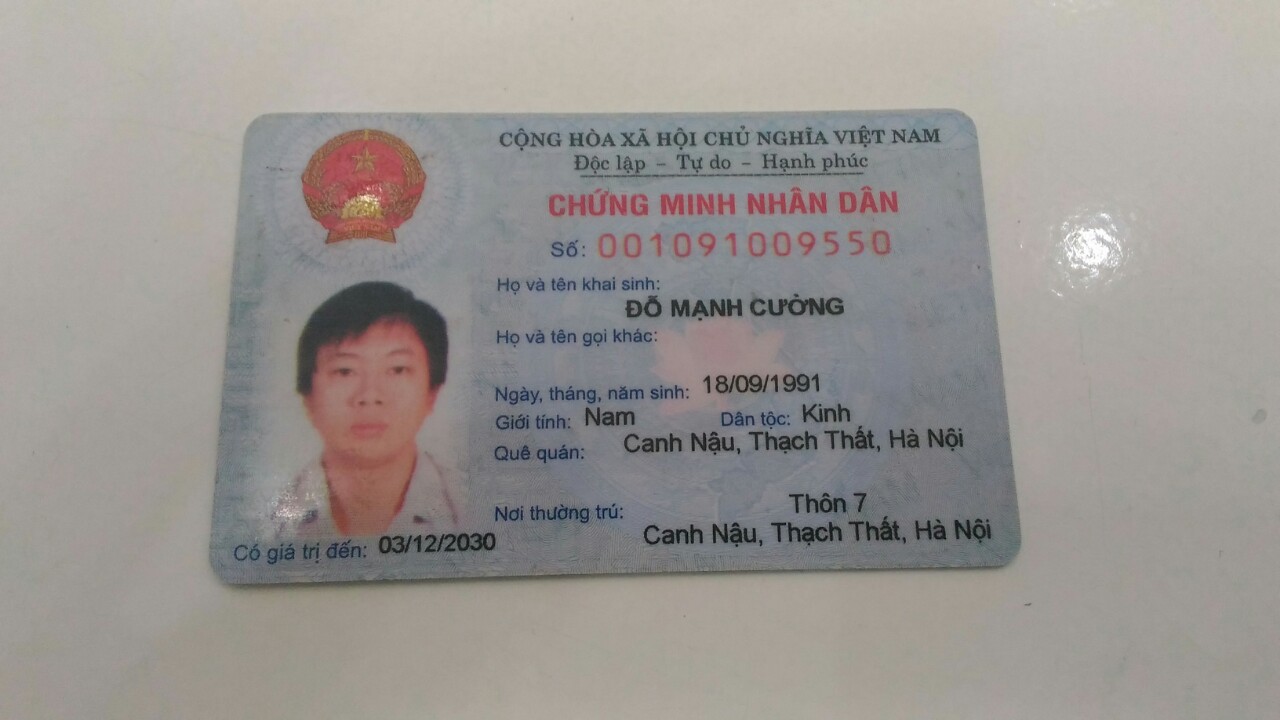 CỘNG HÒA XÃ HỘI CHỦ NGHĨA VIỆT NAM
Độc lập - Tự do - Hạnh phúc
CHỨNG MINH NHÂN DÂN
Số: 001091009550
Họ và tên khai sinh:
ĐỖ MẠNH CƯỜNG
Họ và tên gọi khác:
Ngày, tháng, năm sinh: 18/09/1991
Giới tính: Nam Dân tộc: Kinh
Quê quán: Canh Nậu, Thạch Thất, Hà Nội
Nơi thường trú: Thôn 7
Canh Nậu, Thạch Thất, Hà Nội
Có giá trị đến: 03/12/2030